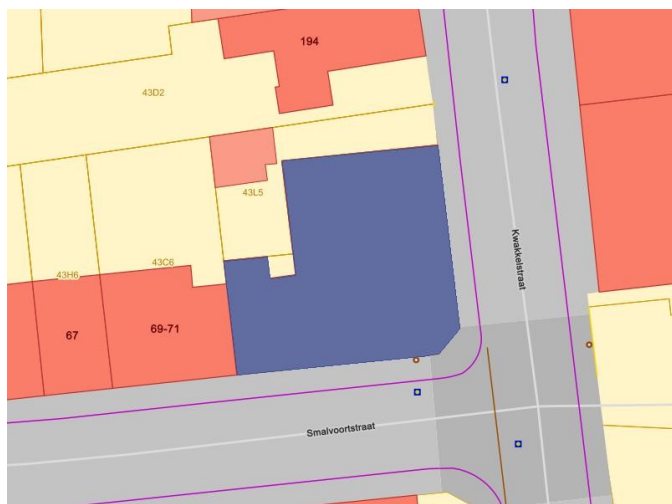 194
43D2
43L5
Kwakkelstraat
43C6
43H6
69-71
67
Smalvoortstraat